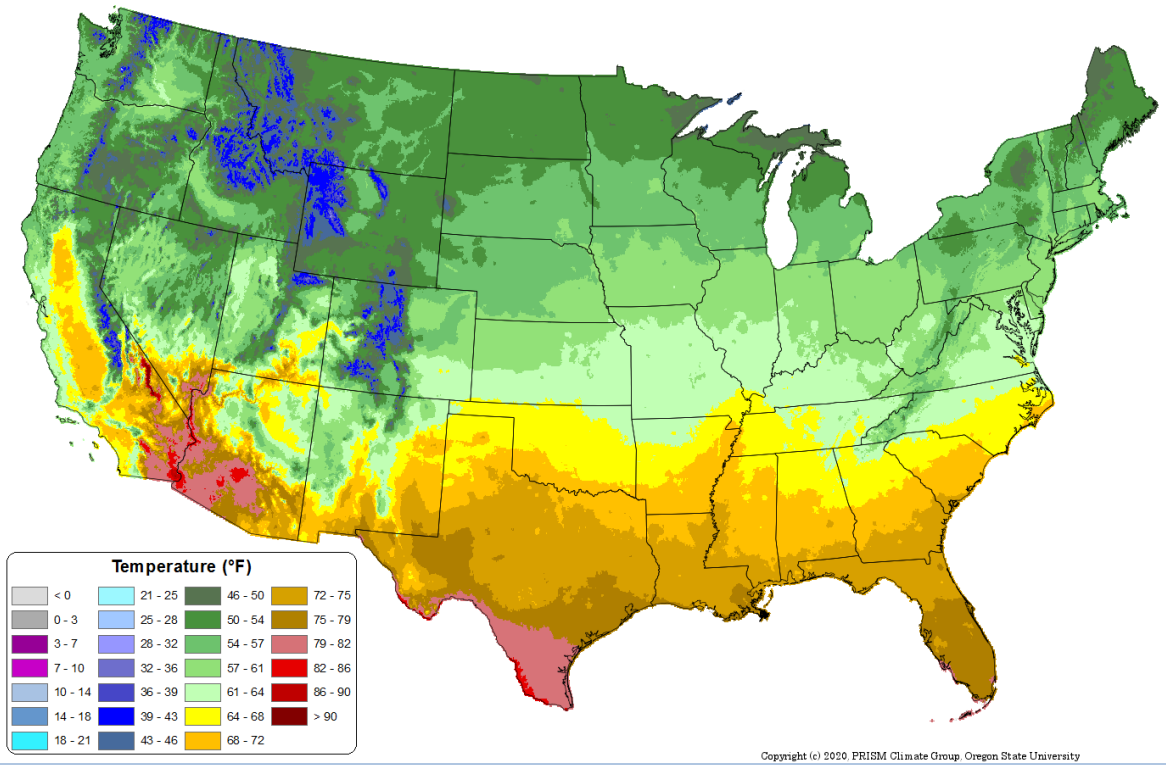 Temperature (°F)
< 0 21 - 25 46 - 50 72 - 75
0 - 3 25 - 28 50 - 54 75 - 79
3 - 7 28 - 32 54 - 57 79 - 82
7 - 10 32 - 36 57 - 61 82 - 86
10 - 14 36 - 39 61 - 64 86 - 90
14 - 18 39 - 43 64 - 68 > 90
18 - 21 43 - 46 68 - 72
Copyright (c) 2020, PRISM Climate Group, Oregon State University